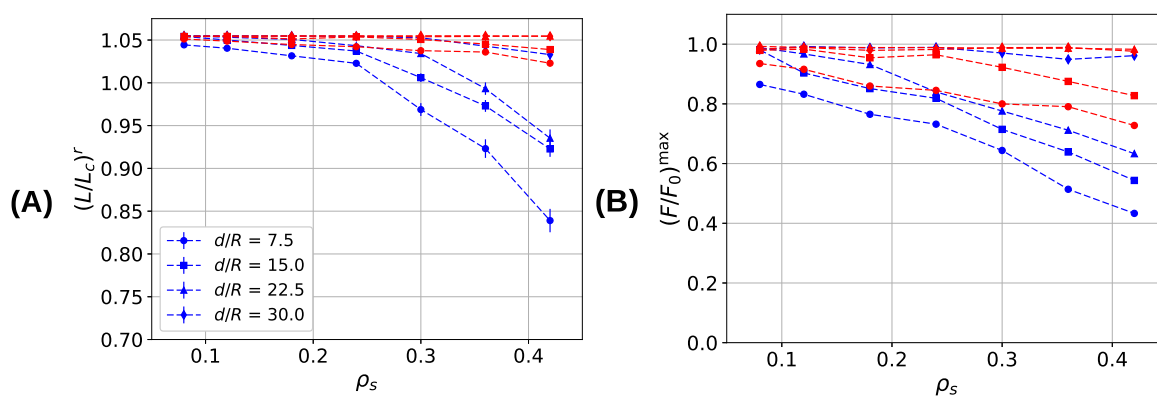 (A)
(L/L_c)^r
1.05
1.00
0.95
0.90
0.85
0.80
0.75
0.70
d/R = 7.5
d/R = 15.0
d/R = 22.5
d/R = 30.0
0.1
0.2
0.3
0.4
ρ_s
(B)
(F/F_0)^max
1.0
0.8
0.6
0.4
0.2
0.0
0.1
0.2
0.3
0.4
ρ_s